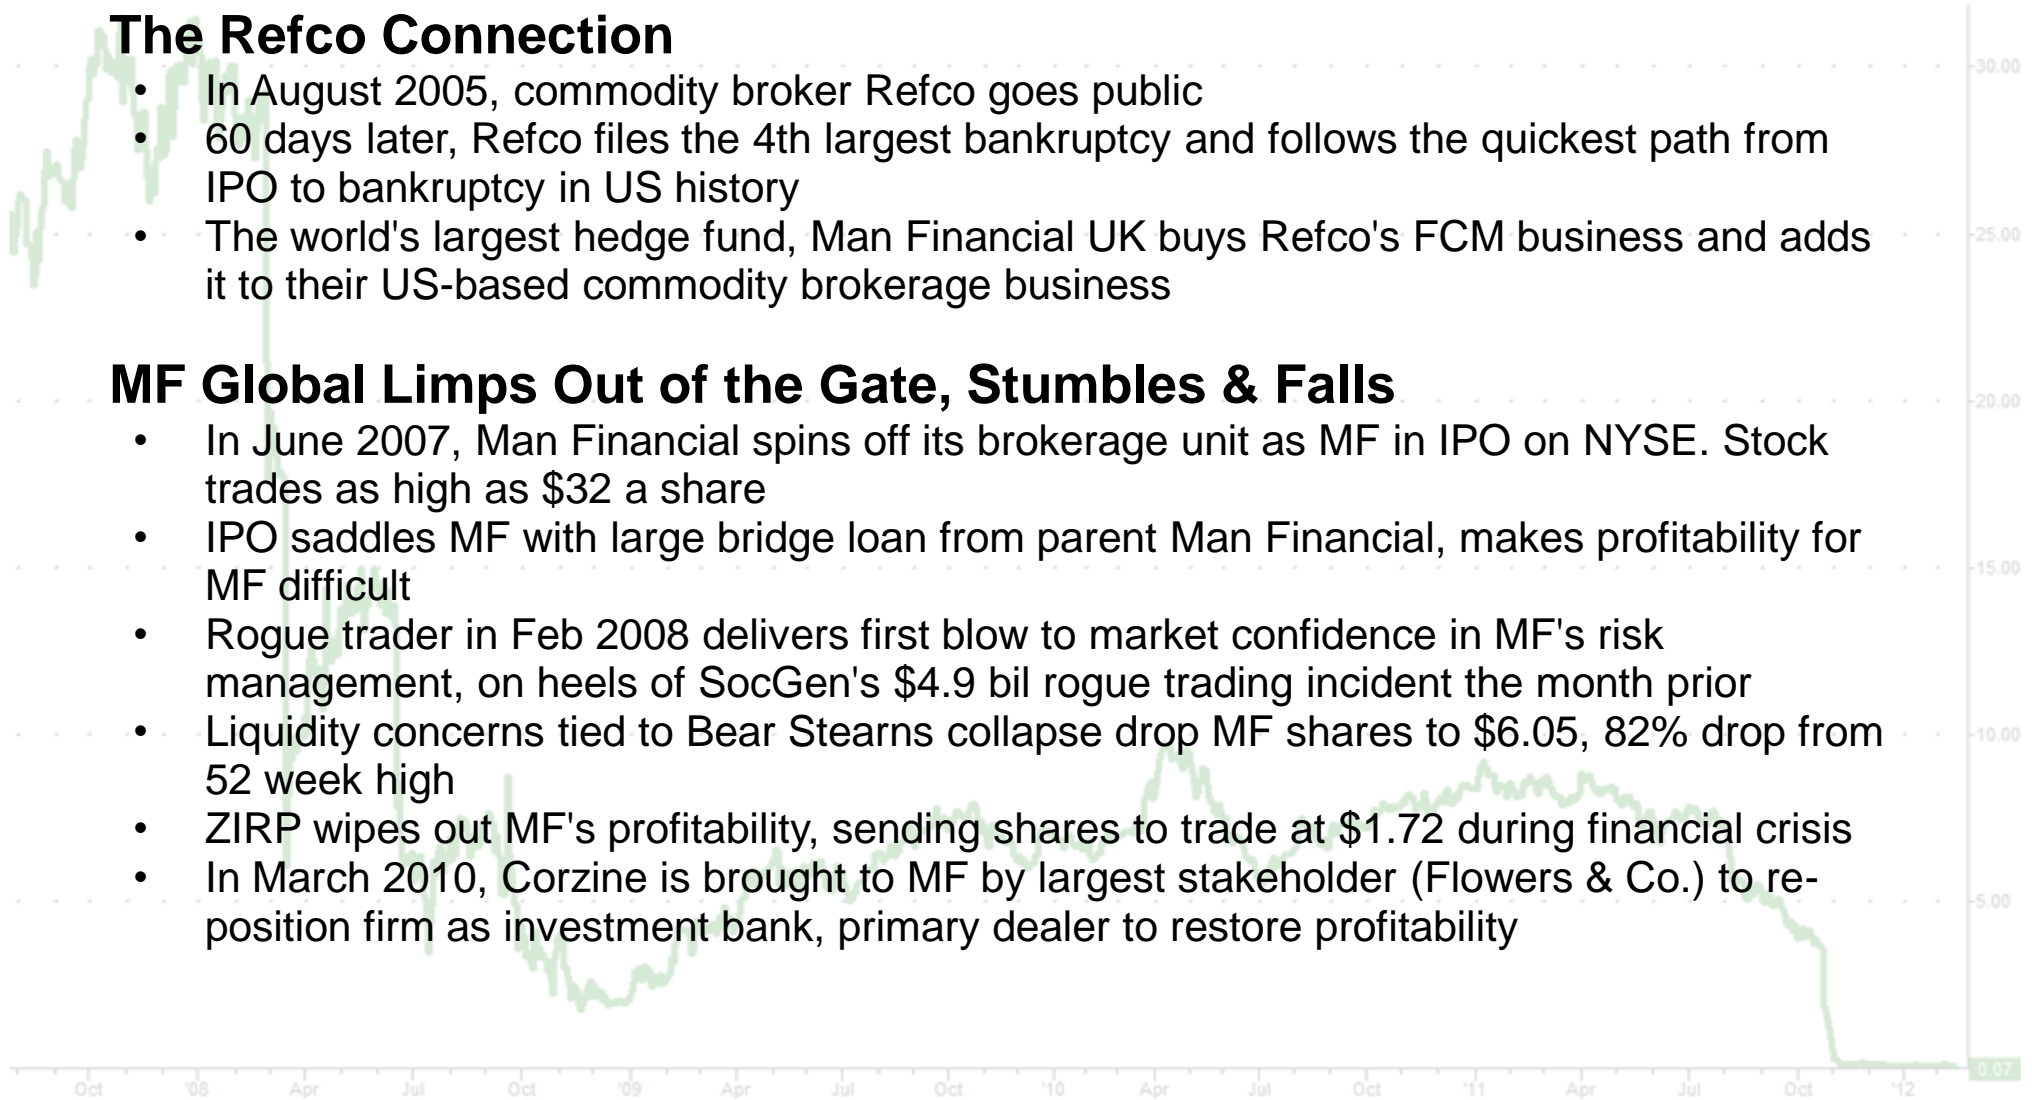 The Refco Connection
• In August 2005, commodity broker Refco goes public
• 60 days later, Refco files the 4th largest bankruptcy and follows the quickest path from
IPO to bankruptcy in US history
• The world's largest hedge fund, Man Financial UK buys Refco's FCM business and adds
it to their US-based commodity brokerage business
MF Global Limps Out of the Gate, Stumbles & Falls
• In June 2007, Man Financial spins off its brokerage unit as MF in IPO on NYSE. Stock
trades as high as $32 a share
• IPO saddles MF with large bridge loan from parent Man Financial, makes profitability for
MF difficult
• Rogue trader in Feb 2008 delivers first blow to market confidence in MF's risk
management, on heels of SocGen's $4.9 bil rogue trading incident the month prior
• Liquidity concerns tied to Bear Stearns collapse drop MF shares to $6.05, 82% drop from
52 week high
• ZIRP wipes out MF's profitability, sending shares to trade at $1.72 during financial crisis
• In March 2010, Corzine is brought to MF by largest stakeholder (Flowers & Co.) to re-
position firm as investment bank, primary dealer to restore profitability
30.00
25.00
20.00
15.00
10.00
5.00
0.07
Oct '08 Apr Jul Oct '09 Apr Jul Oct '10 Apr Jul Oct '11 Apr Jul Oct '12